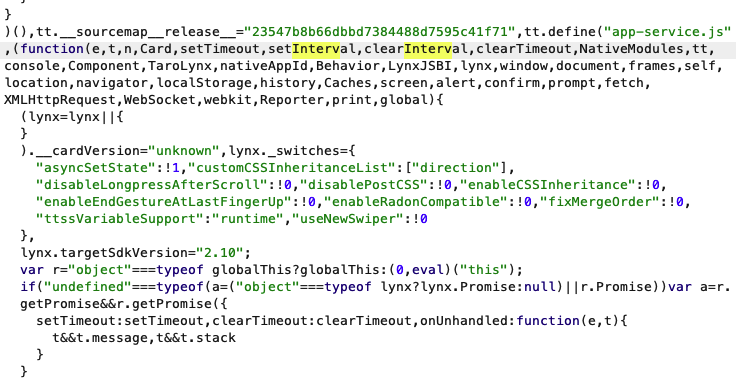 }
)(),tt.__sourcemap__release__="23547b8b66dbbd7384488d7595c41f71",tt.define("app-service.js"
,(function(e,t,n,Card,setTimeout,setInterval,clearInterval,clearTimeout,NativeModules,tt,
console,Component,TaroLynx,nativeAppId,Behavior,LynxJSBI,lynx,window,document,frames,self,
location,navigator,localStorage,history,Caches,screen,alert,confirm,prompt,fetch,
XMLHttpRequest,WebSocket,webkit,Reporter,print,global){
(lynx=lynx||{
}
).__cardVersion="unknown",lynx._switches={
"asyncSetState":!1,"customCSSInheritanceList":["direction"],
"disableLongpressAfterScroll":!0,"disablePostCSS":!0,"enableCSSInheritance":!0,
"enableEndGestureAtLastFingerUp":!0,"enableRadonCompatible":!0,"fixMergeOrder":!0,
"ttssVariableSupport":"runtime","useNewSwiper":!0
},
lynx.targetSdkVersion="2.10";
var r="object"===typeof globalThis?globalThis:(0,eval)("this");
if("undefined"===typeof(a=("object"===typeof lynx?lynx.Promise:null)||r.Promise))var a=r.
getPromise&&r.getPromise({
setTimeout:setTimeout,clearTimeout:clearTimeout,onUnhandled:function(e,t){
t&&t.message,t&&t.stack
}
}